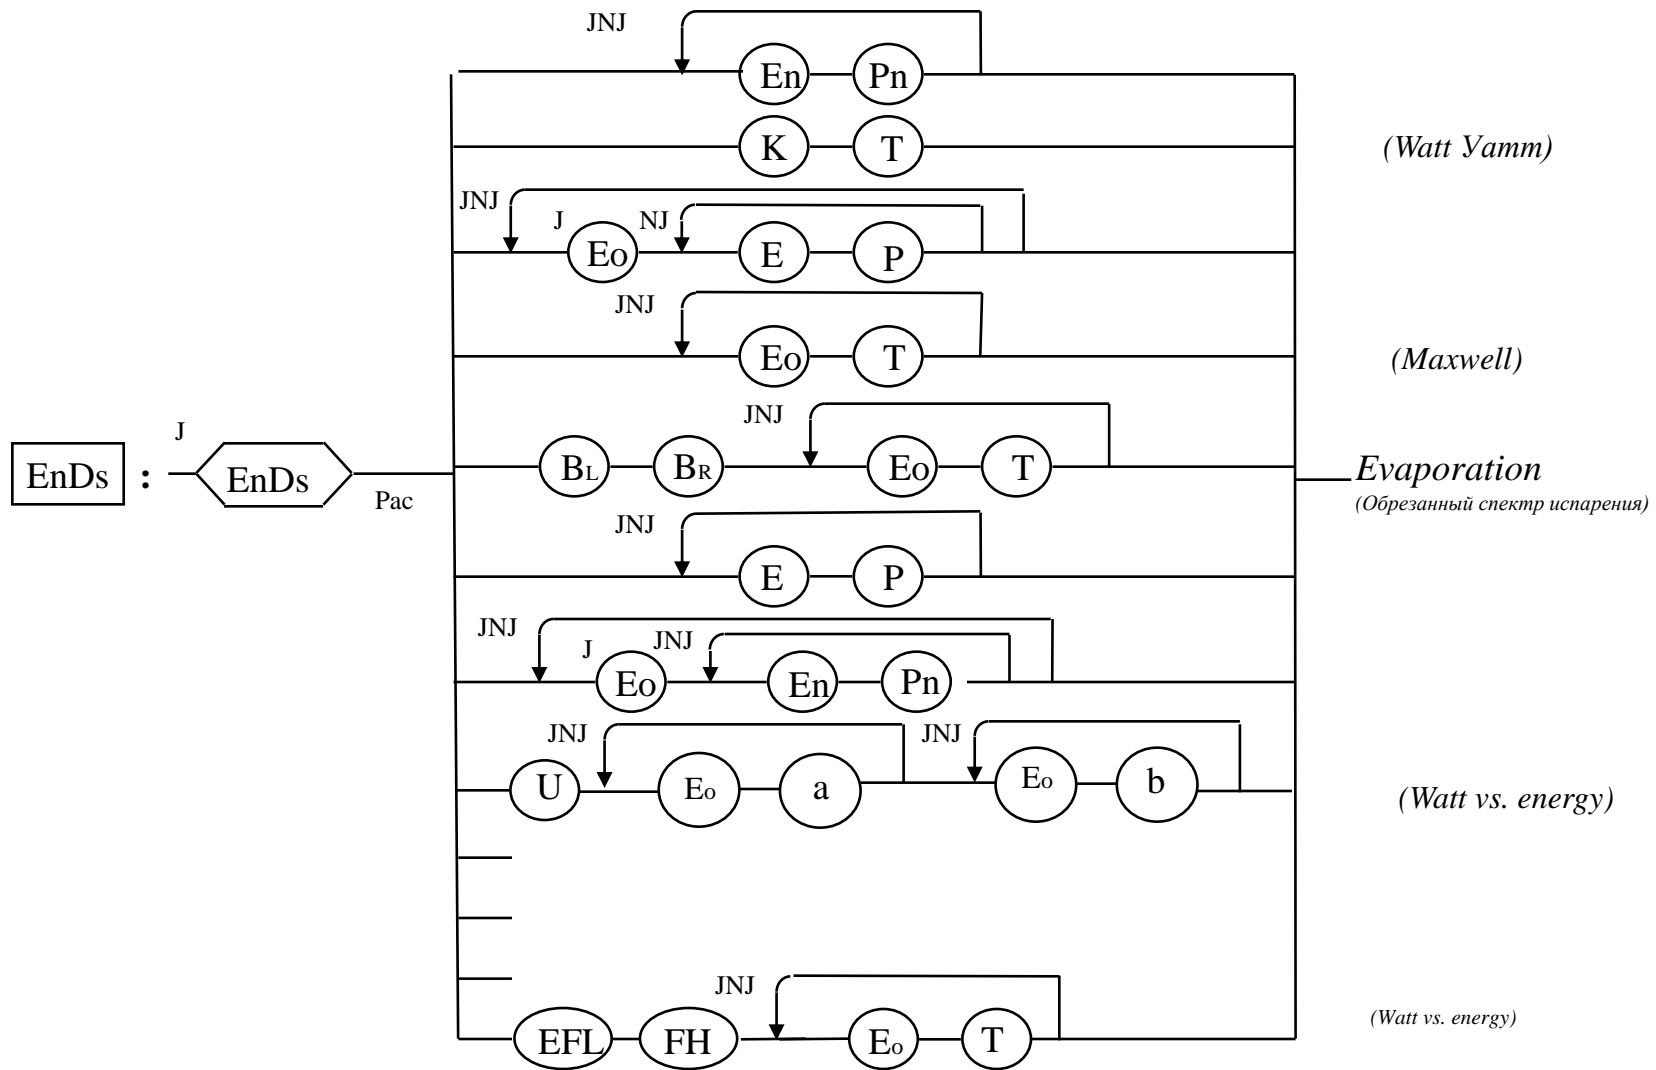 JNJ
En Pn
K T (Watt Уатт)
JNJ
J NJ
Eo E P
JNJ
Eo T (Maxwell)
JNJ
J
EnDs : EnDs
Рас
BL BR Eo T
Evaporation
(Обрезанный спектр испарения)
JNJ
E P
JNJ
J JNJ
Eo En Pn
JNJ JNJ
U Eo a Eo b
(Watt vs. energy)
JNJ
EFL FH Eo T
(Watt vs. energy)